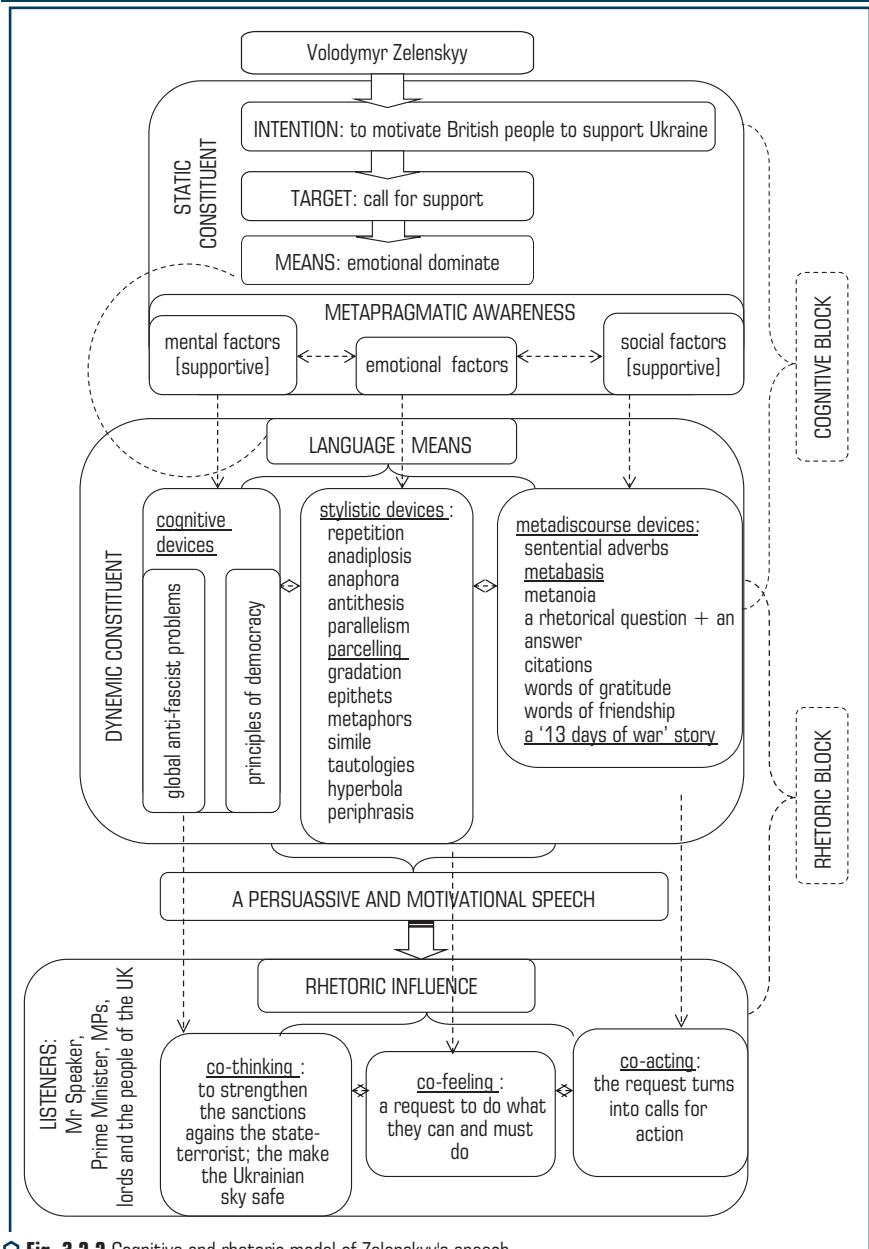 Volodymyr Zelenskyy
STATIC
CONSTITUENT
INTENTION: to motivate British people to support Ukraine
TARGET: call for support
MEANS: emotional dominate
METAPRAGMATIC AWARENESS
mental factors
[supportive]
emotional factors
social factors
[supportive]
COGNITIVE BLOCK
DYNEMIC CONSTITUENT
LANGUAGE MEANS
cognitive
devices
global anti-fascist problems
principles of democracy
stylistic devices :
repetition
anadiplosis
anaphora
antithesis
parallelism
parcelling
gradation
epithets
metaphors
simile
tautologies
hyperbola
periphrasis
metadiscourse devices:
sentential adverbs
metabasis
metanoia
a rhetorical question + an
answer
citations
words of gratitude
words of friendship
a ‘13 days of war’ story
RHETORIC BLOCK
A PERSUASSIVE AND MOTIVATIONAL SPEECH
LISTENERS:
Mr Speaker,
Prime Minister, MPs,
lords and the people of the UK
RHETORIC INFLUENCE
co-thinking :
to strengthen
the sanctions
agains the state-
terrorist; the make
the Ukrainian
sky safe
co-feeling :
a request to do what
they can and must
do
co-acting :
the request turns
into calls for
action
Fig. 3.2.2 Cognitive and rhetoric model of Zelenskyy's speech